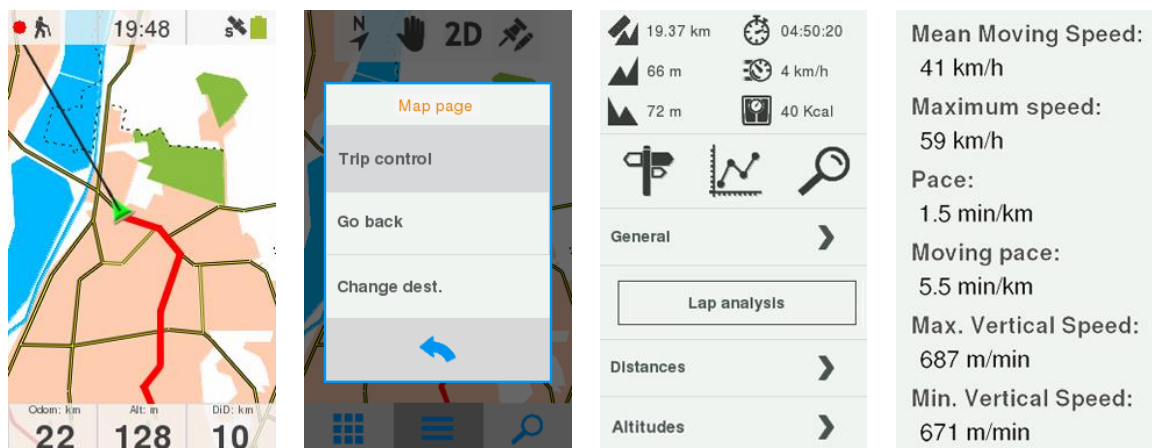 19:48
S
Odom: km
Alt: m
DiD: km
22
128
10
N
2D
Map page
Trip control
Go back
Change dest.
19.37 km
04:50:20
66 m
4 km/h
72 m
40 Kcal
General
Lap analysis
Distances
Altitudes
Mean Moving Speed:
41 km/h
Maximum speed:
59 km/h
Pace:
1.5 min/km
Moving pace:
5.5 min/km
Max. Vertical Speed:
687 m/min
Min. Vertical Speed:
671 m/min